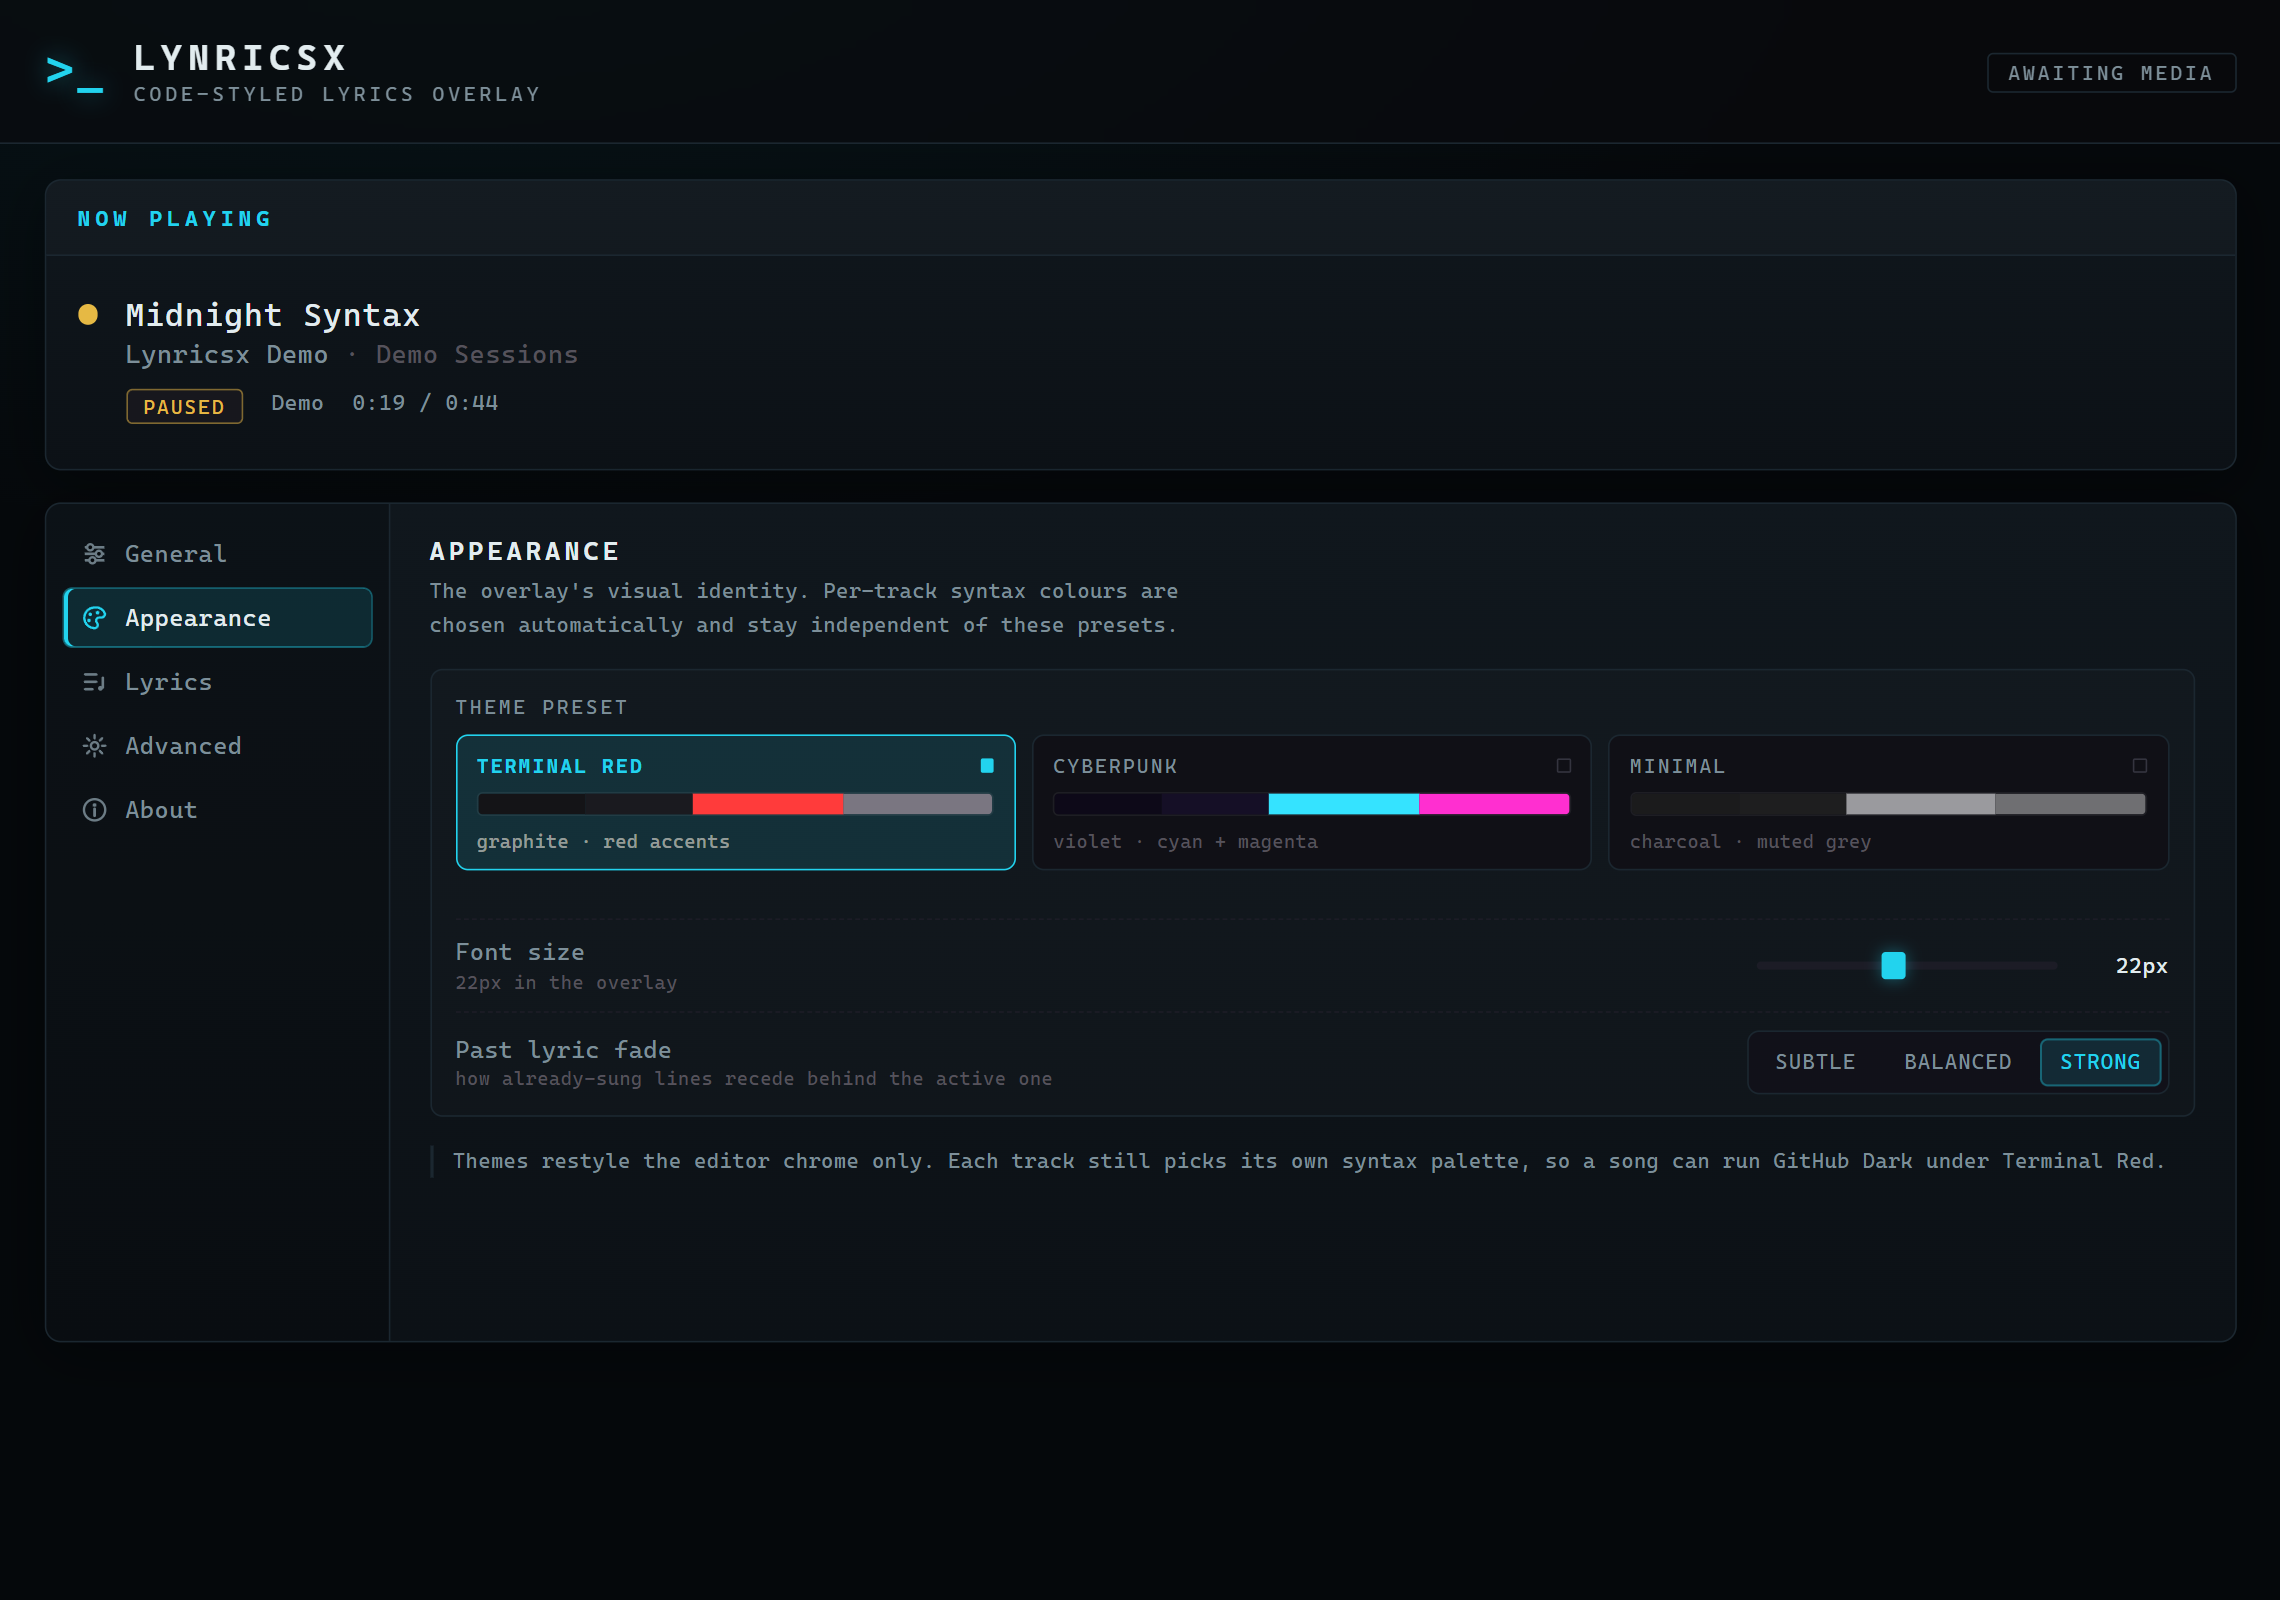 >_
LYNRICSX
CODE-STYLED LYRICS OVERLAY
AWAITING MEDIA
NOW PLAYING
Midnight Syntax
Lynricsx Demo · Demo Sessions
PAUSED Demo 0:19 / 0:44
General
Appearance
Lyrics
Advanced
About
APPEARANCE
The overlay's visual identity. Per-track syntax colours are
chosen automatically and stay independent of these presets.
THEME PRESET
TERMINAL RED
graphite · red accents
CYBERPUNK
violet · cyan + magenta
MINIMAL
charcoal · muted grey
Font size
22px in the overlay
22px
Past lyric fade
how already-sung lines recede behind the active one
SUBTLE BALANCED STRONG
Themes restyle the editor chrome only. Each track still picks its own syntax palette, so a song can run GitHub Dark under Terminal Red.